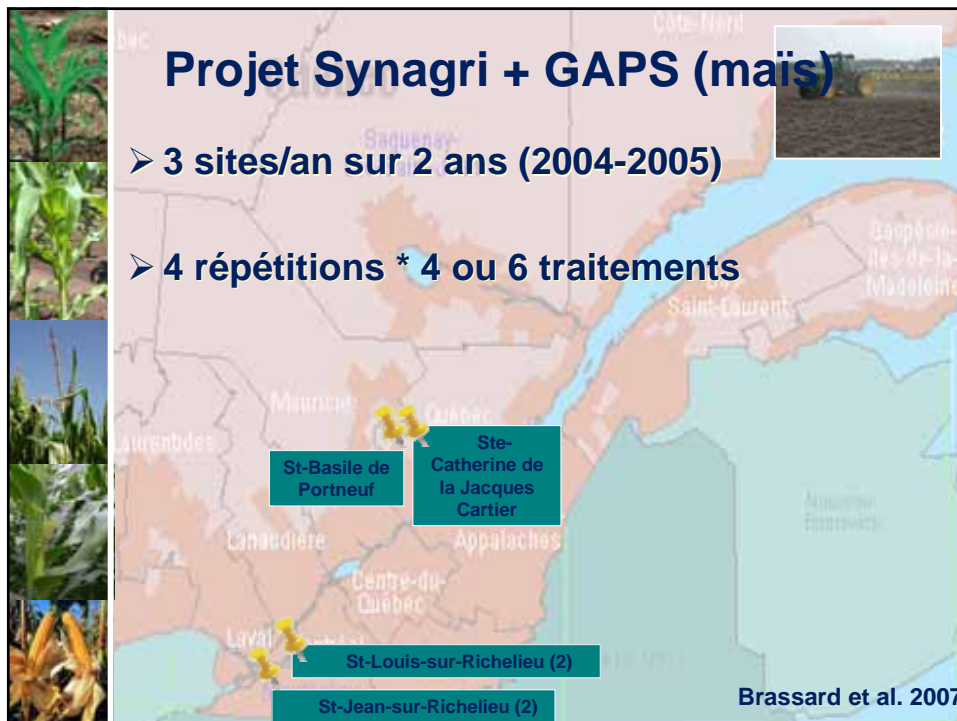 Projet Synagri + GAPS (maïs)
➢ 3 sites/an sur 2 ans (2004-2005)
➢ 4 répétitions * 4 ou 6 traitements
Côte-Nord
Saguenay-
Gaspésie-
Îles-de-la-
Madeleine
Bas-
Saint-Laurent
Mauricie
Québec
Laurentides
St-Basile de
Portneuf
Ste-
Catherine de
la Jacques
Cartier
Lanaudière
Appalaches
Centre-du-
Québec
Laval
St-Louis-sur-Richelieu (2)
St-Jean-sur-Richelieu (2)
Brassard et al. 2007